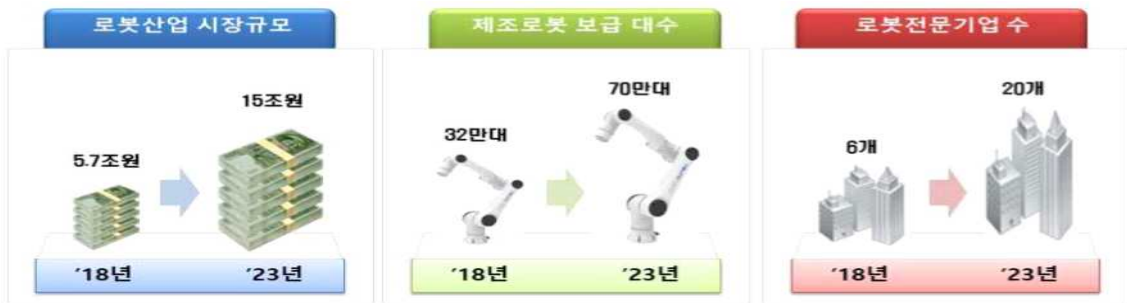 로봇산업 시장규모
5.7조원
15조원
´18년
´23년
제조로봇 보급 대수
32만대
70만대
´18년
´23년
로봇전문기업 수
6개
20개
´18년
´23년